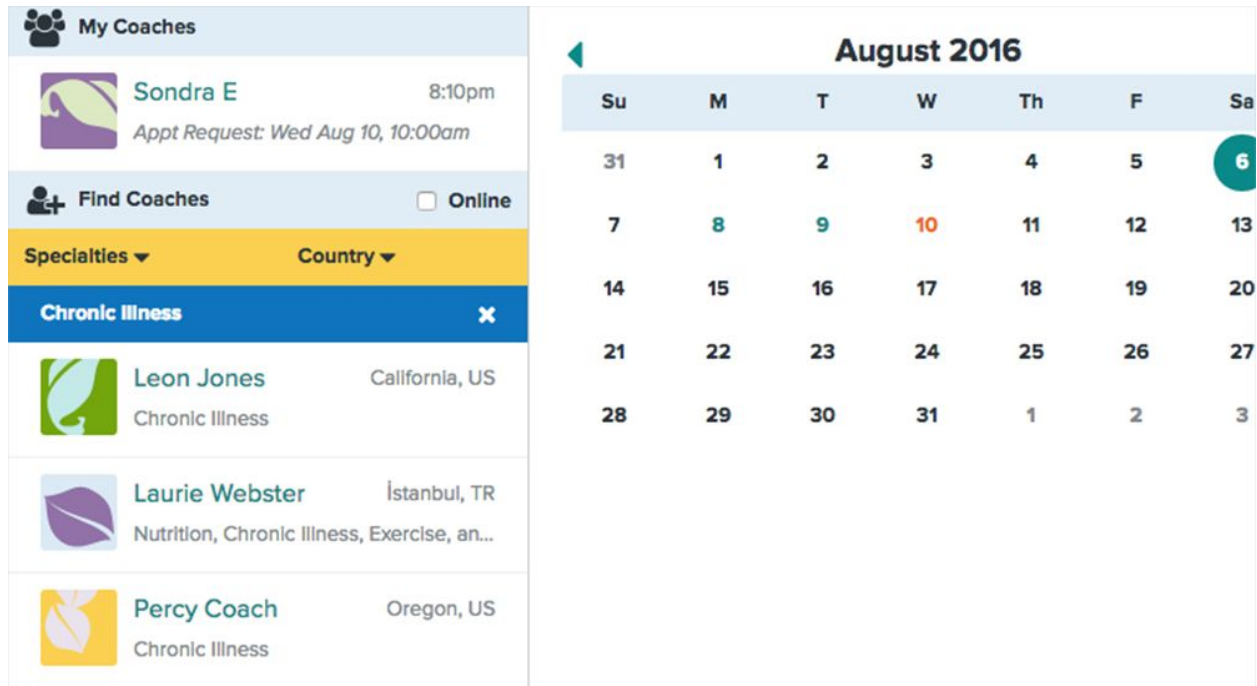 My Coaches
Sondra E 8:10pm
Appt Request: Wed Aug 10, 10:00am
Find Coaches Online
Specialties Country
Chronic Illness
Leon Jones California, US
Chronic Illness
Laurie Webster İstanbul, TR
Nutrition, Chronic Illness, Exercise, an...
Percy Coach Oregon, US
Chronic Illness
August 2016
Su M T W Th F Sa
31 1 2 3 4 5 6
7 8 9 10 11 12 13
14 15 16 17 18 19 20
21 22 23 24 25 26 27
28 29 30 31 1 2 3